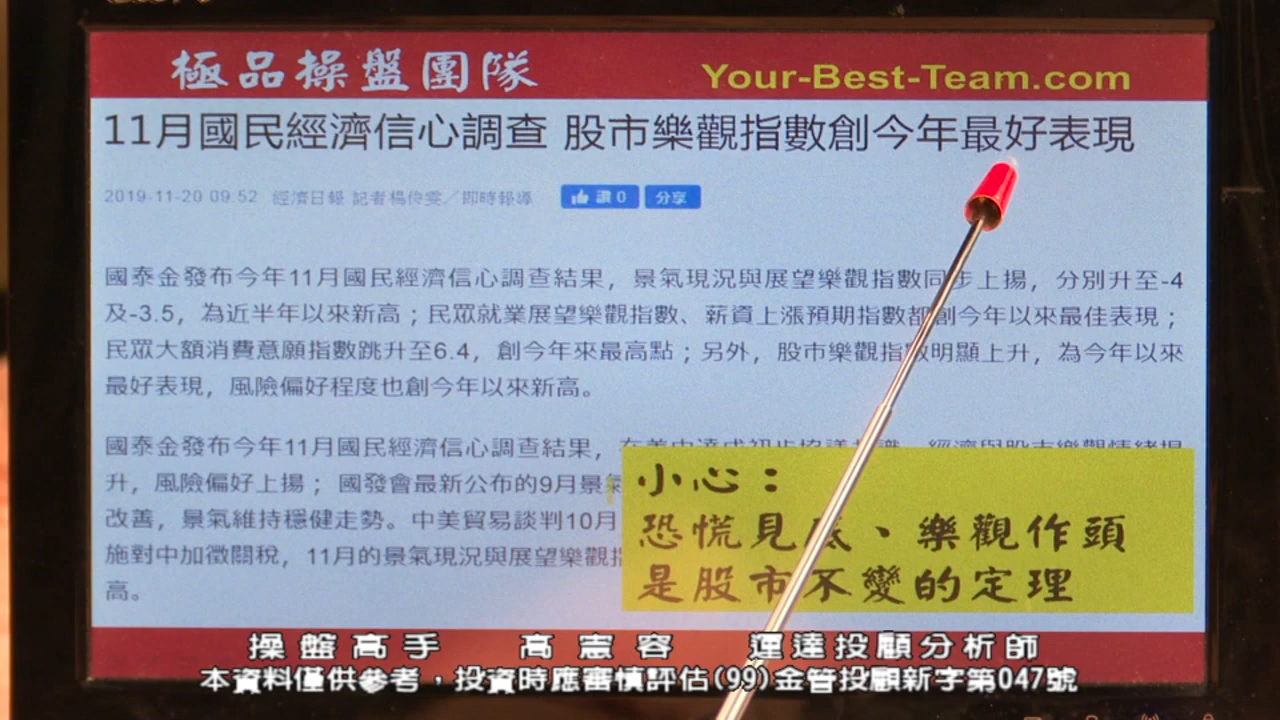 極品操盤團隊 Your-Best-Team.com
11月國民經濟信心調查 股市樂觀指數創今年最好表現
2019-11-20 09:52 經濟日報 記者楊伶雯／即時報導 讚 0 分享
國泰金發布今年11月國民經濟信心調查結果，景氣現況與展望樂觀指數同步上揚，分別升至-4
及-3.5，為近半年以來新高；民眾就業展望樂觀指數、薪資上漲預期指數都創今年以來最佳表現；
民眾大額消費意願指數跳升至6.4，創今年來最高點；另外，股市樂觀指數明顯上升，為今年以來
最好表現，風險偏好程度也創今年以來新高。
國泰金發布今年11月國民經濟信心調查結果，
升，風險偏好上揚；國發會最新公布的9月景氣
改善，景氣維持穩健走勢。中美貿易談判10月
施對中加徵關稅，11月的景氣現況與展望樂觀指
高。
小心：
恐慌見底、樂觀作頭
是股市不變的定理
操盤高手 高憲容 運達投顧分析師
本資料僅供參考，投資時應審慎評估(99)金管投顧新字第047號